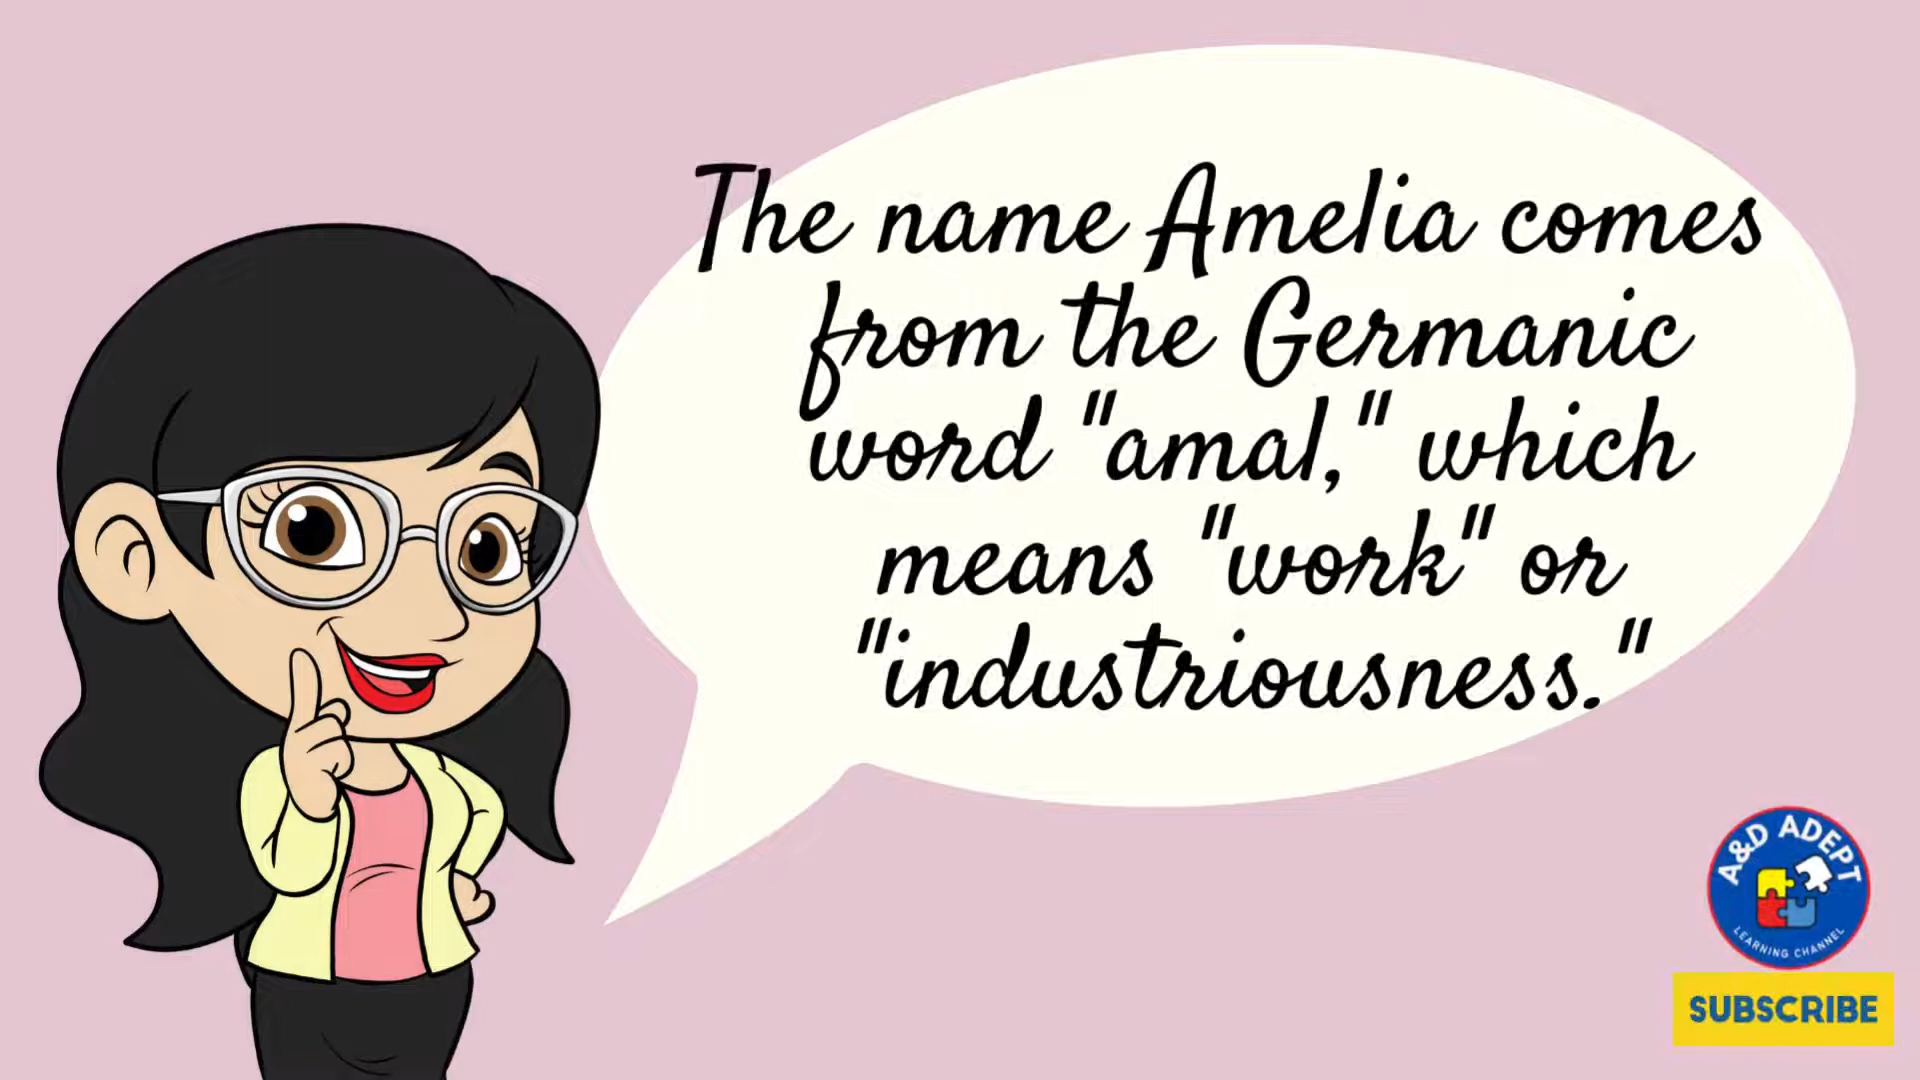 The name Amelia comes
from the Germanic
word "amal," which
means "work" or
"industriousness."
A&D ADEPT
LEARNING CHANNEL
SUBSCRIBE